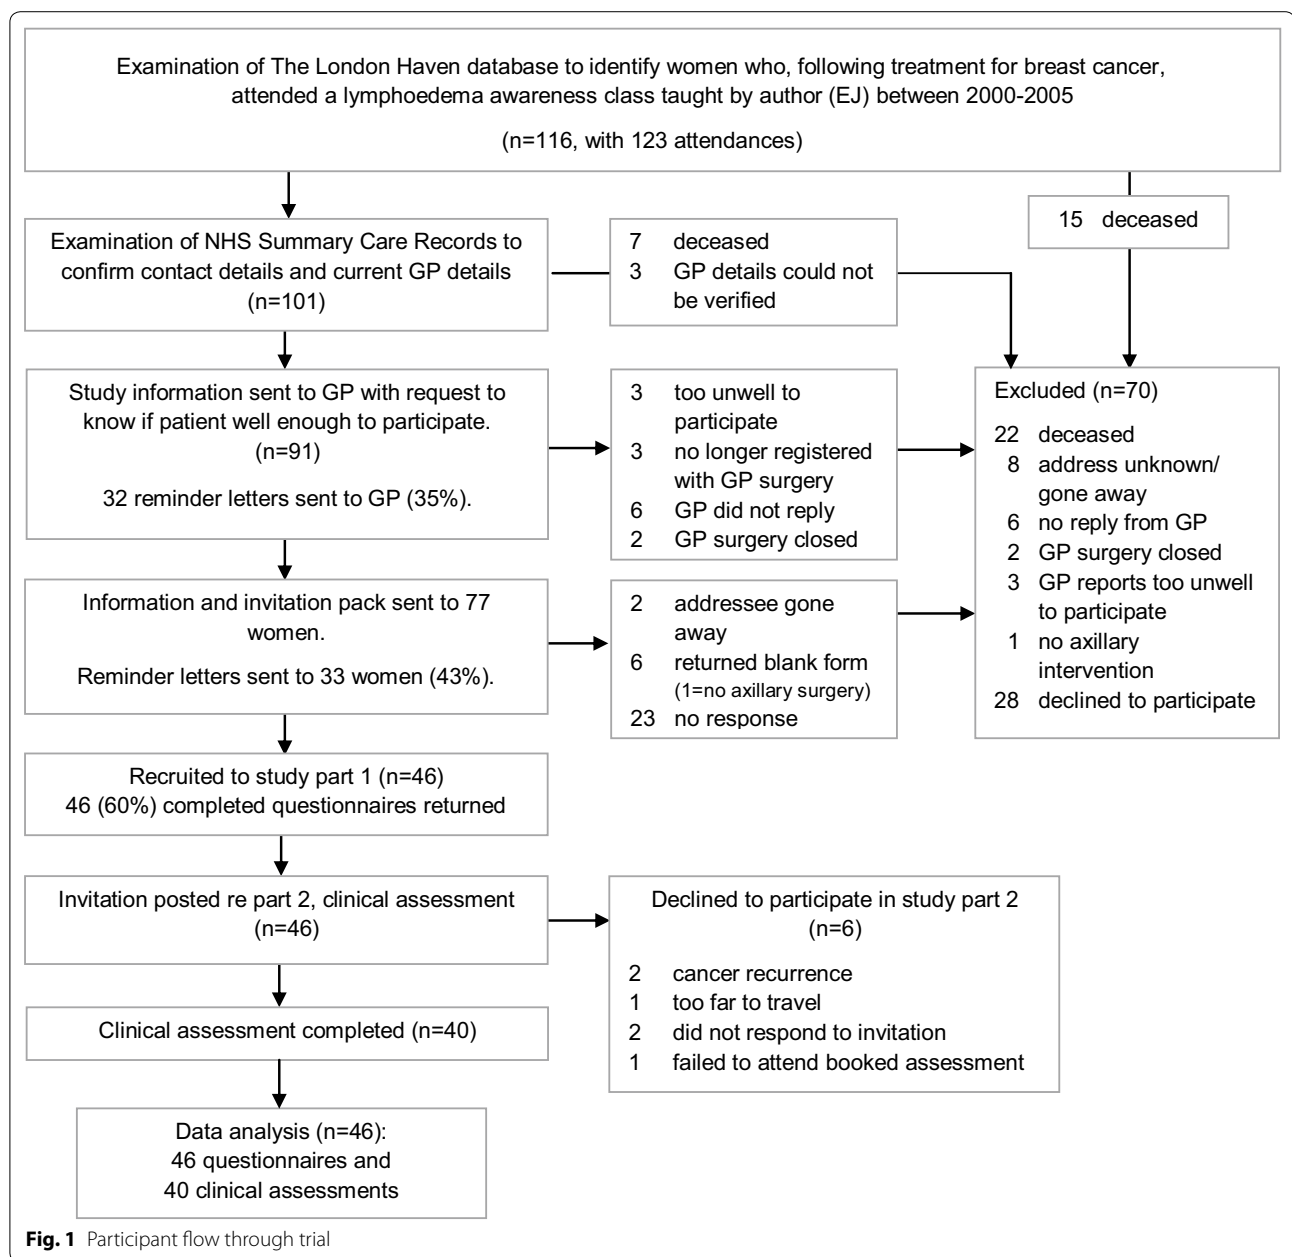 Examination of The London Haven database to identify women who, following treatment for breast cancer,
attended a lymphoedema awareness class taught by author (EJ) between 2000-2005
(n=116, with 123 attendances)
15 deceased
Examination of NHS Summary Care Records to
confirm contact details and current GP details
(n=101)
7 deceased
3 GP details could not
be verified
Study information sent to GP with request to
know if patient well enough to participate.
(n=91)
32 reminder letters sent to GP (35%).
3 too unwell to
participate
3 no longer registered
with GP surgery
6 GP did not reply
2 GP surgery closed
Excluded (n=70)
22 deceased
8 address unknown/
gone away
6 no reply from GP
2 GP surgery closed
3 GP reports too unwell
to participate
1 no axillary
intervention
28 declined to participate
Information and invitation pack sent to 77
women.
Reminder letters sent to 33 women (43%).
2 addressee gone
away
6 returned blank form
(1=no axillary surgery)
23 no response
Recruited to study part 1 (n=46)
46 (60%) completed questionnaires returned
Invitation posted re part 2, clinical assessment
(n=46)
Declined to participate in study part 2
(n=6)
2 cancer recurrence
1 too far to travel
2 did not respond to invitation
1 failed to attend booked assessment
Clinical assessment completed (n=40)
Data analysis (n=46):
46 questionnaires and
40 clinical assessments
Fig. 1 Participant flow through trial